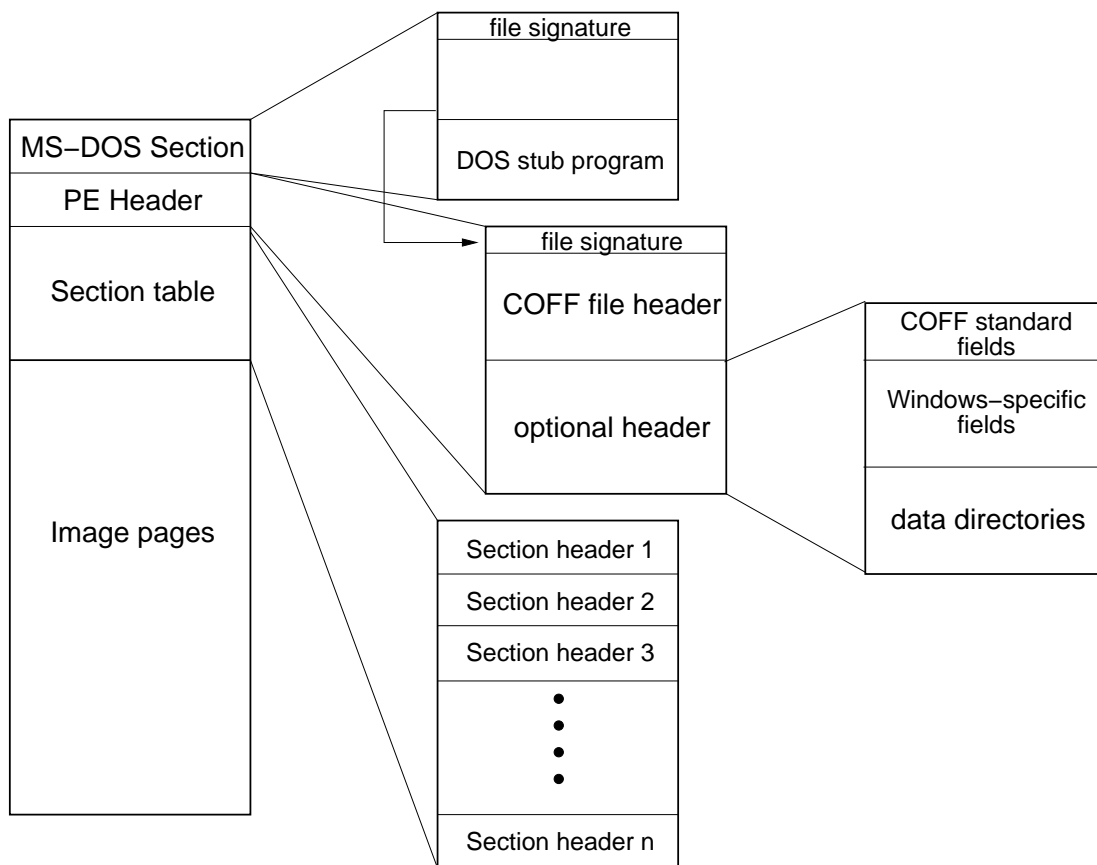 file signature
DOS stub program
MS−DOS Section
PE Header
Section table
Image pages
file signature
COFF file header
optional header
COFF standard
fields
Windows−specific
fields
data directories
Section header 1
Section header 2
Section header 3
Section header n